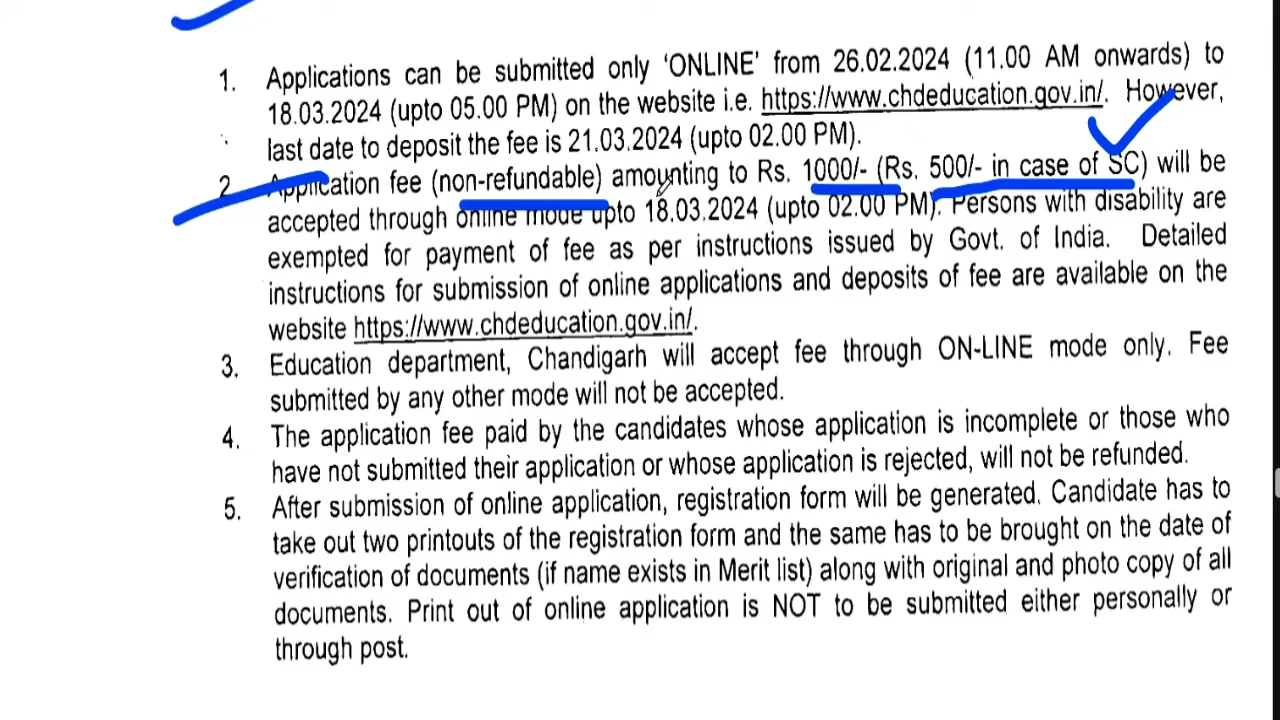 1. Applications can be submitted only ‘ONLINE’ from 26.02.2024 (11.00 AM onwards) to
18.03.2024 (upto 05.00 PM) on the website i.e. https://www.chdeducation.gov.in/. However,
last date to deposit the fee is 21.03.2024 (upto 02.00 PM).
2. Application fee (non-refundable) amounting to Rs. 1000/- (Rs. 500/- in case of SC) will be
accepted through online mode upto 18.03.2024 (upto 02.00 PM). Persons with disability are
exempted for payment of fee as per instructions issued by Govt. of India. Detailed
instructions for submission of online applications and deposits of fee are available on the
website https://www.chdeducation.gov.in/.
3. Education department, Chandigarh will accept fee through ON-LINE mode only. Fee
submitted by any other mode will not be accepted.
4. The application fee paid by the candidates whose application is incomplete or those who
have not submitted their application or whose application is rejected, will not be refunded.
5. After submission of online application, registration form will be generated. Candidate has to
take out two printouts of the registration form and the same has to be brought on the date of
verification of documents (if name exists in Merit list) along with original and photo copy of all
documents. Print out of online application is NOT to be submitted either personally or
through post.